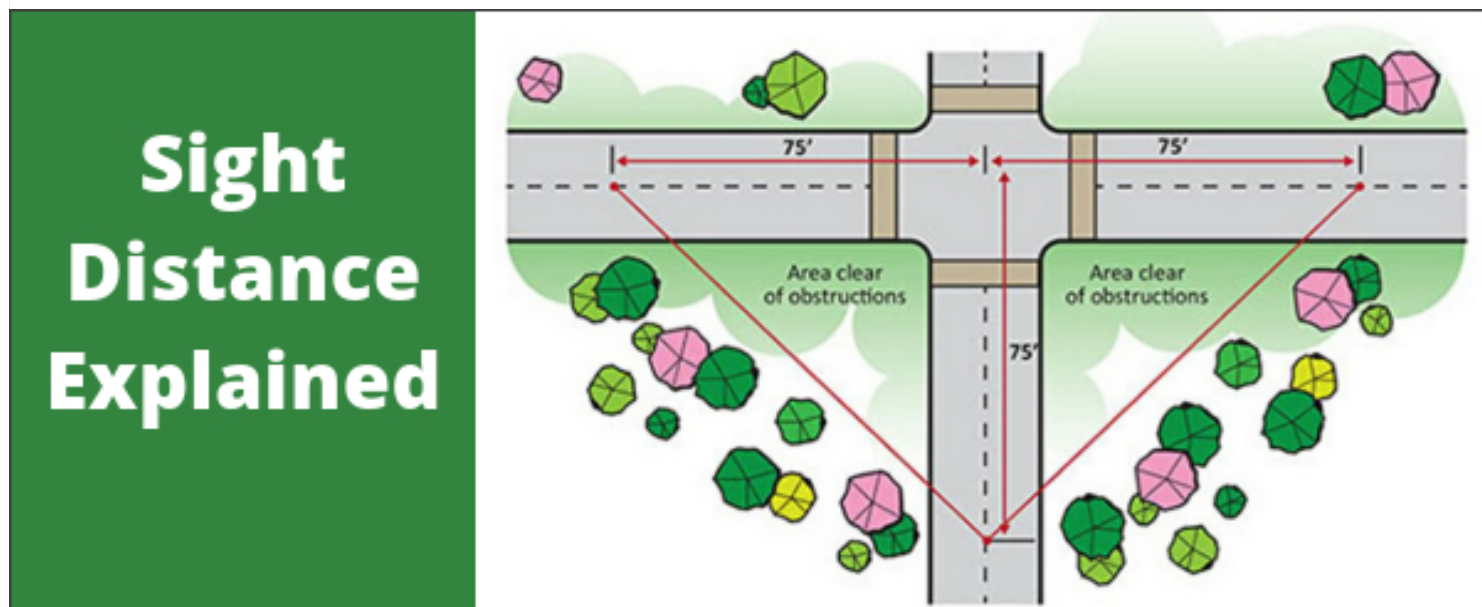 Sight
Distance
Explained
75'
75'
Area clear
of obstructions
Area clear
of obstructions
75'